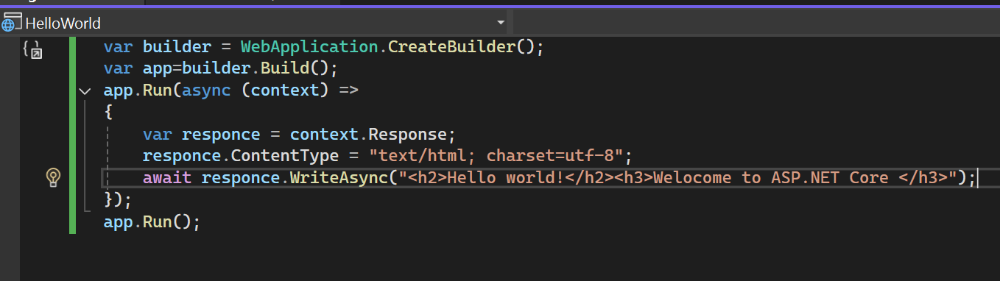 HelloWorld
var builder = WebApplication.CreateBuilder();
var app=builder.Build();
app.Run(async (context) =>
{
var responce = context.Response;
responce.ContentType = "text/html; charset=utf-8";
await responce.WriteAsync("<h2>Hello world!</h2><h3>Welocome to ASP.NET Core </h3>");
});
app.Run();